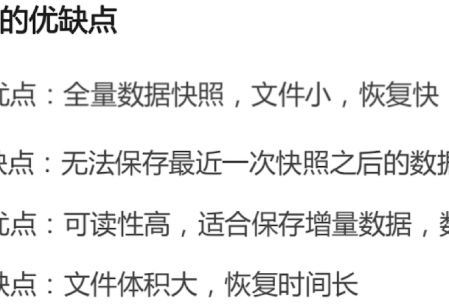 的优缺点
优点：全量数据快照，文件小，恢复快
缺点：无法保存最近一次快照之后的数据
优点：可读性高，适合保存增量数据，数
缺点：文件体积大，恢复时间长